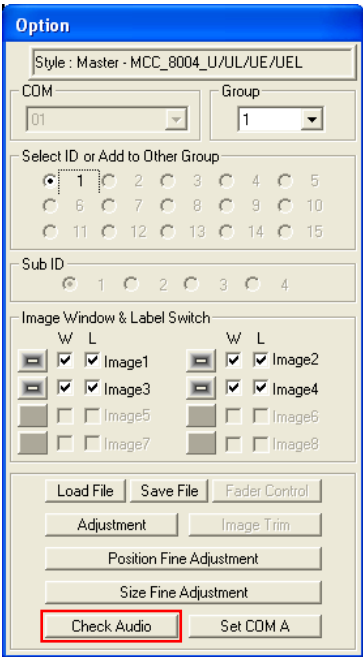 Option
Style : Master - MCC_8004_U/UL/UE/UEL
COM Group
01 1
Select ID or Add to Other Group
1 2 3 4 5
6 7 8 9 10
11 12 13 14 15
Sub ID
1 2 3 4
Image Window & Label Switch
W L W L
Image1 Image2
Image3 Image4
Image5 Image6
Image7 Image8
Load File Save File Fader Control
Adjustment Image Trim
Position Fine Adjustment
Size Fine Adjustment
Check Audio Set COM A